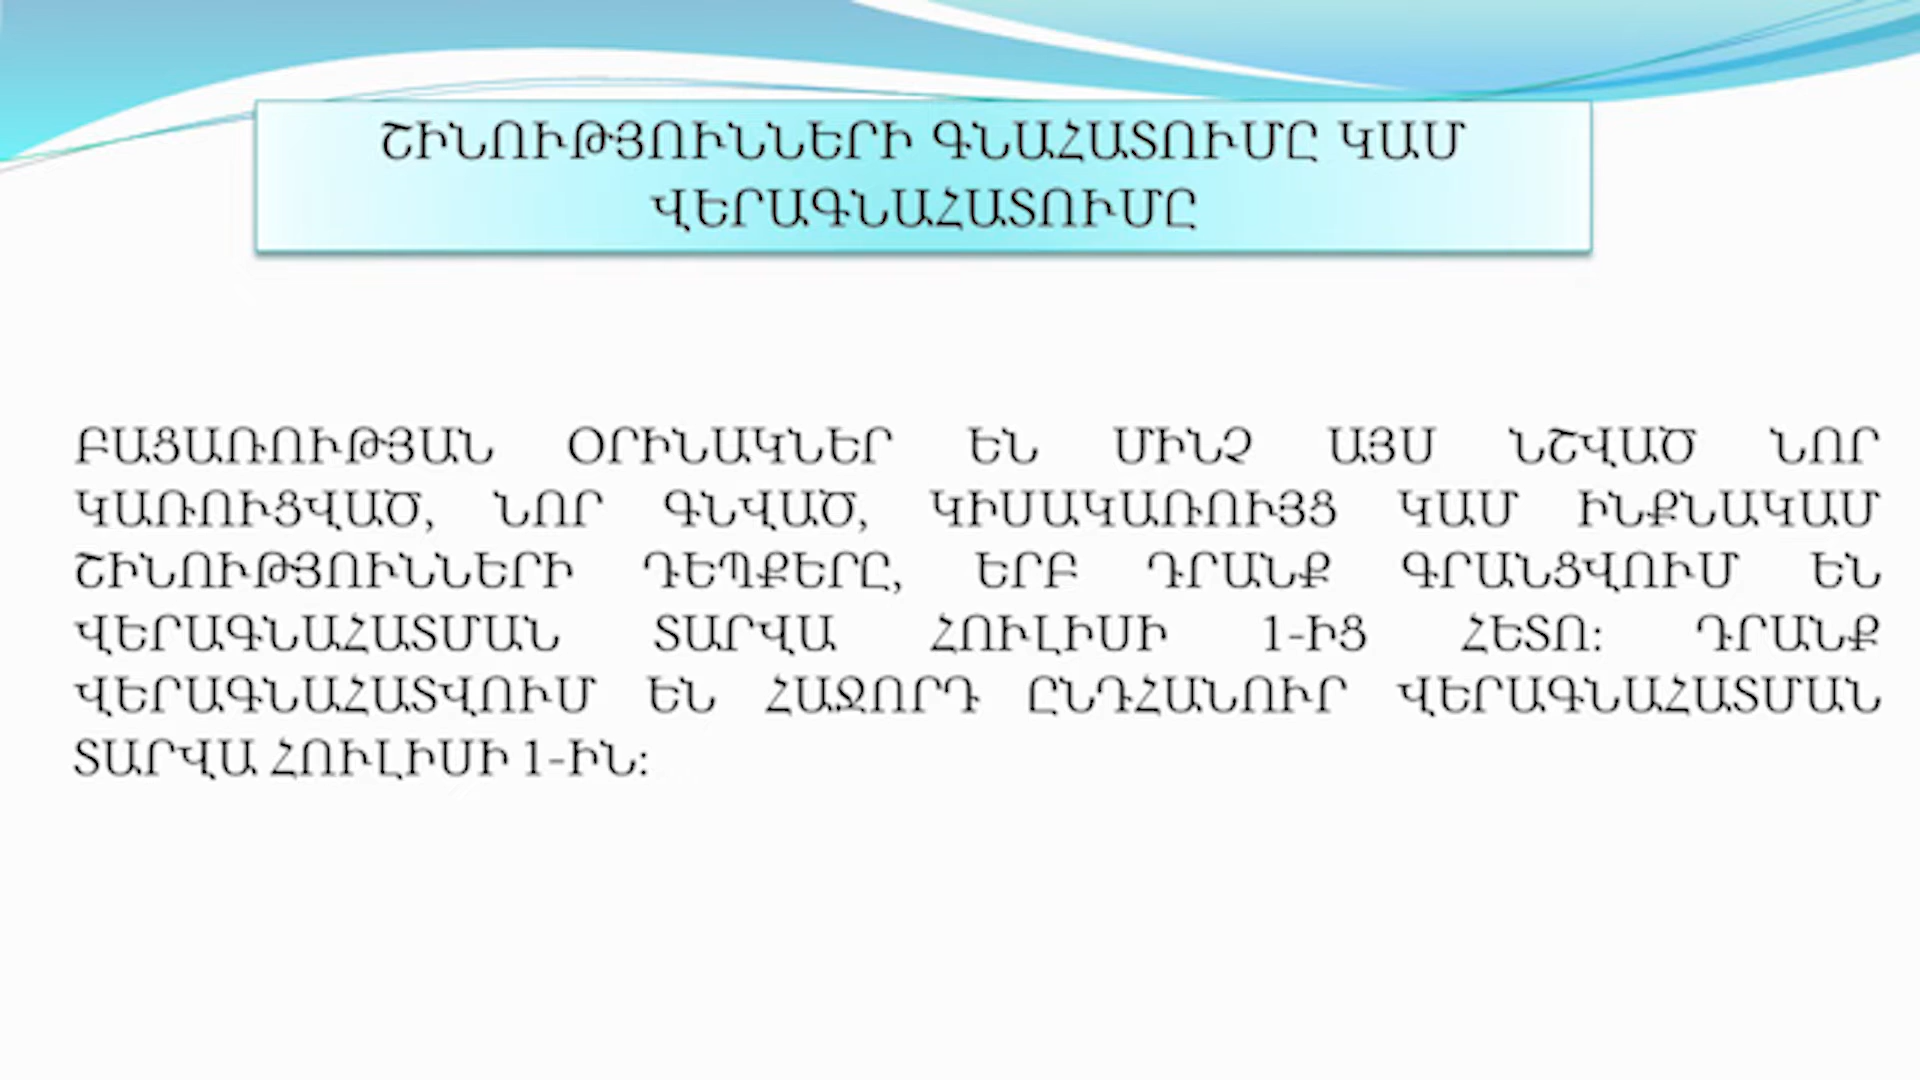 ՇԻՆՈՒԹՅՈՒՆՆԵՐԻ ԳՆԱՀԱՏՈՒՄԸ ԿԱՄ
ՎԵՐԱԳՆԱՀԱՏՈՒՄԸ
ԲԱՑԱՌՈՒԹՅԱՆ ՕՐԻՆԱԿՆԵՐ ԵՆ ՄԻՆՉ ԱՅՍ ՆՇՎԱԾ ՆՈՐ
ԿԱՌՈՒՑՎԱԾ, ՆՈՐ ԳՆՎԱԾ, ԿԻՍԱԿԱՌՈՒՅՑ ԿԱՄ ԻՆՔՆԱԿԱՄ
ՇԻՆՈՒԹՅՈՒՆՆԵՐԻ ԴԵՊՔԵՐԸ, ԵՐԲ ԴՐԱՆՔ ԳՐԱՆՑՎՈՒՄ ԵՆ
ՎԵՐԱԳՆԱՀԱՏՄԱՆ ՏԱՐՎԱ ՀՈՒԼԻՍԻ 1-ԻՑ ՀԵՏՈ: ԴՐԱՆՔ
ՎԵՐԱԳՆԱՀԱՏՎՈՒՄ ԵՆ ՀԱՋՈՐԴ ԸՆԴՀԱՆՈՒՐ ՎԵՐԱԳՆԱՀԱՏՄԱՆ
ՏԱՐՎԱ ՀՈՒԼԻՍԻ 1-ԻՆ: